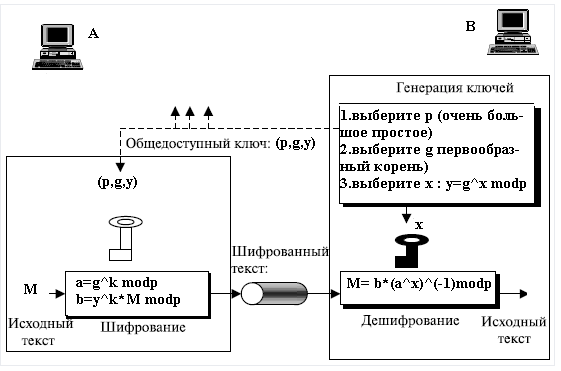 A
B
Генерация ключей
1.выберите p (очень боль-
шое простое)
2.выберите g первообраз-
ный корень)
3.выберите x : y=g^x modp
Общедоступный ключ: (p,g,y)
(p,g,y)
x
Шифрованный
текст:
M
a=g^k modp
b=y^k*M modp
M= b*(a^x)^(-1)modp
Исходный
текст
Шифрование
Дешифрование
Исходный
текст